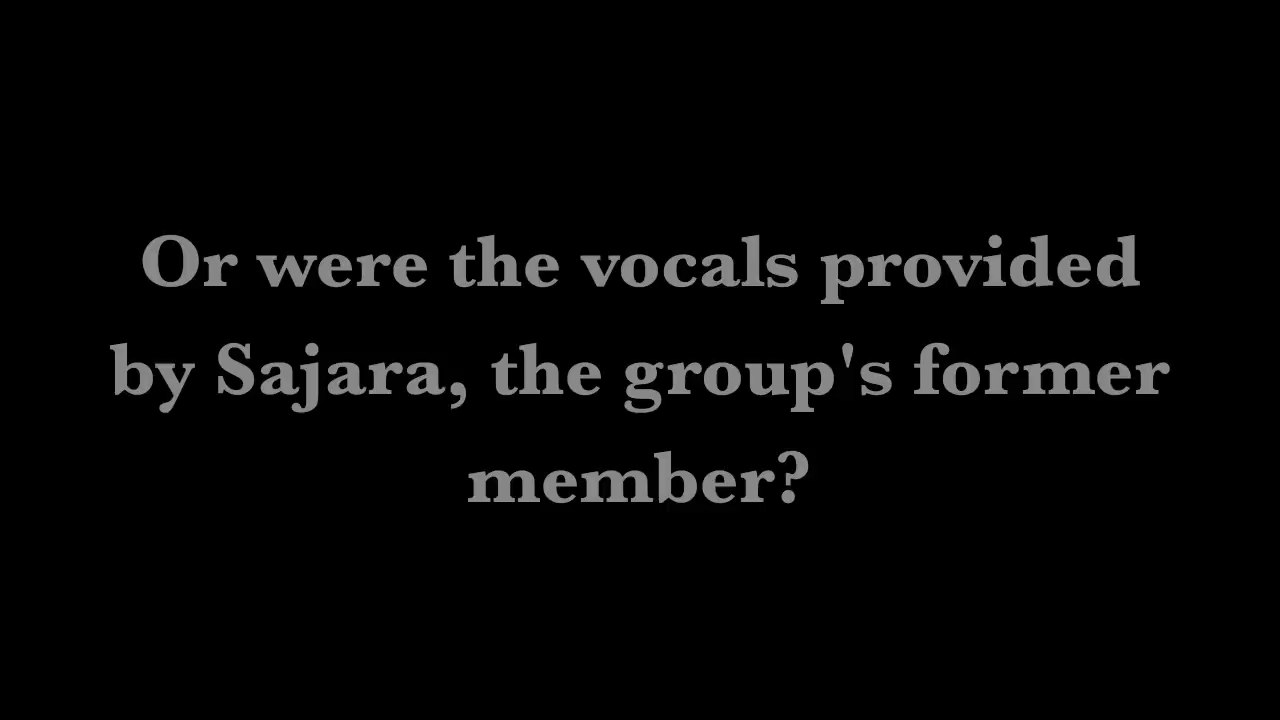 Or were the vocals provided
by Sajara, the group's former
member?